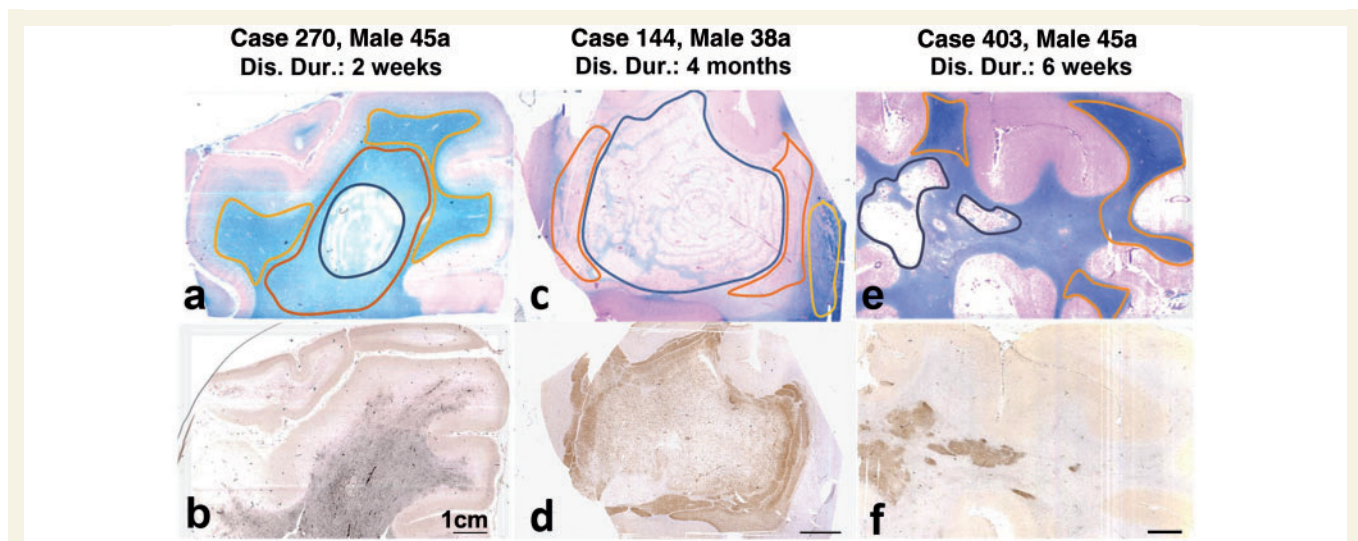 Case 270, Male 45a
Dis. Dur.: 2 weeks
Case 144, Male 38a
Dis. Dur.: 4 months
Case 403, Male 45a
Dis. Dur.: 6 weeks
a
c
e
b
1cm
d
f